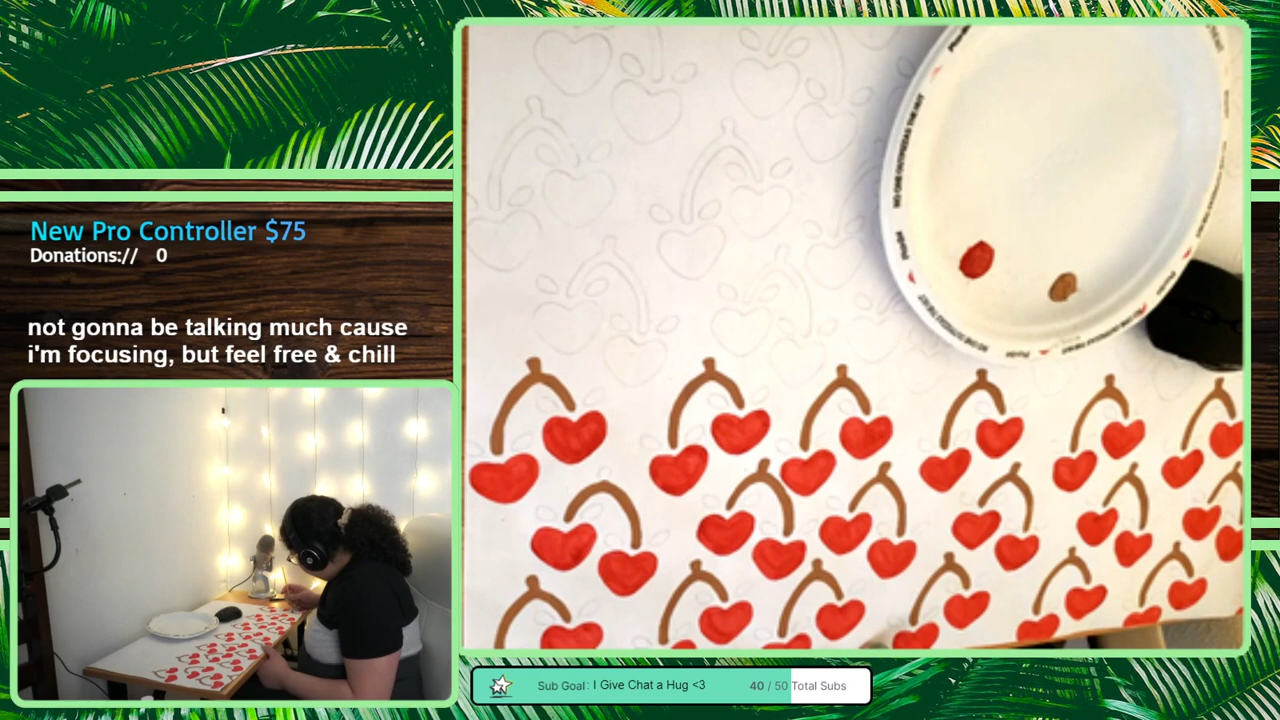 New Pro Controller $75
Donations:// 0
not gonna be talking much cause
i'm focusing, but feel free & chill
Sub Goal: I Give Chat a Hug <3 40 / 50 Total Subs